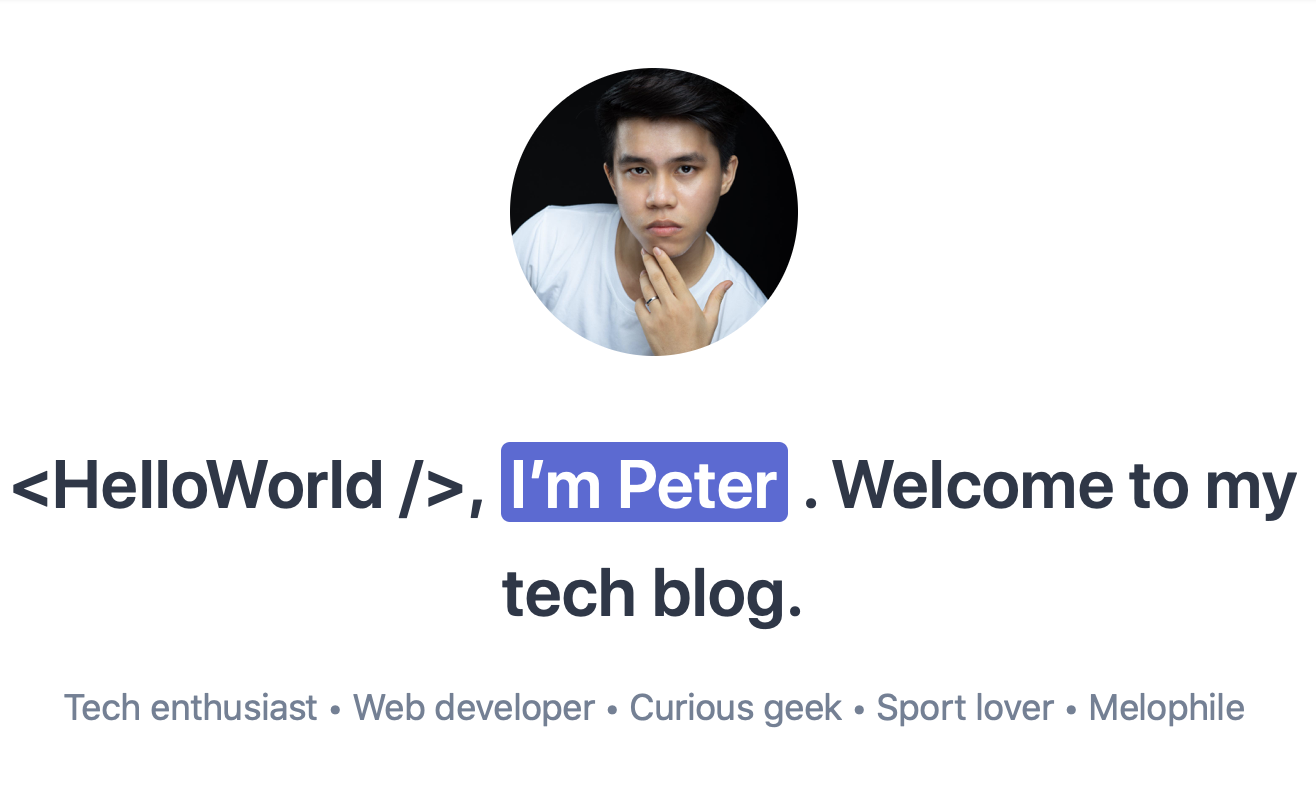 <HelloWorld />, I’m Peter . Welcome to my
tech blog.
Tech enthusiast • Web developer • Curious geek • Sport lover • Melophile